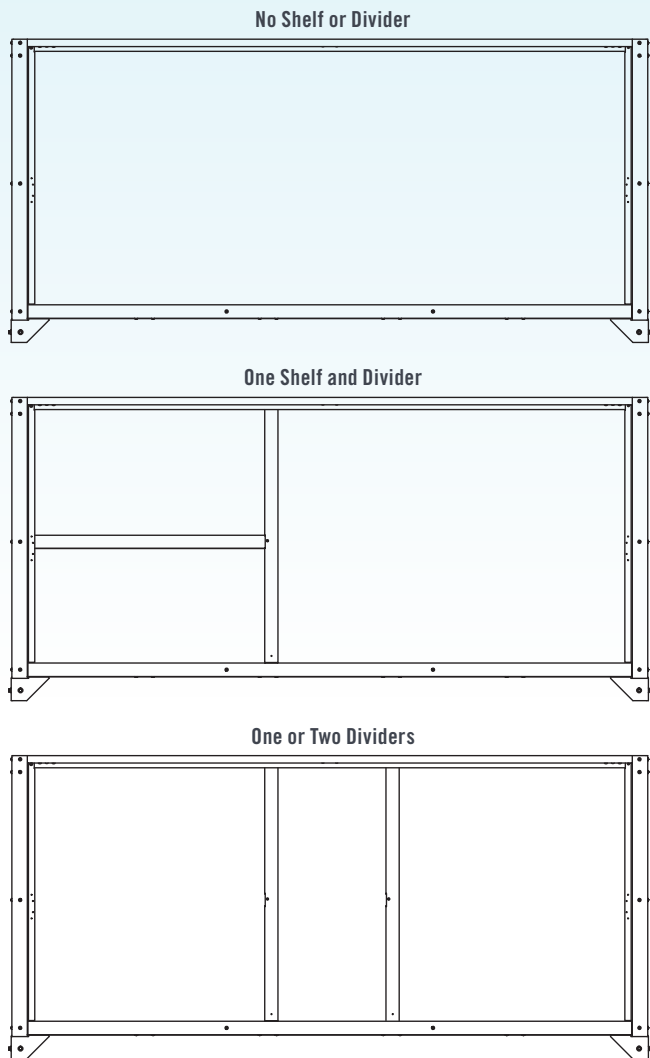 No Shelf or Divider
One Shelf and Divider
One or Two Dividers